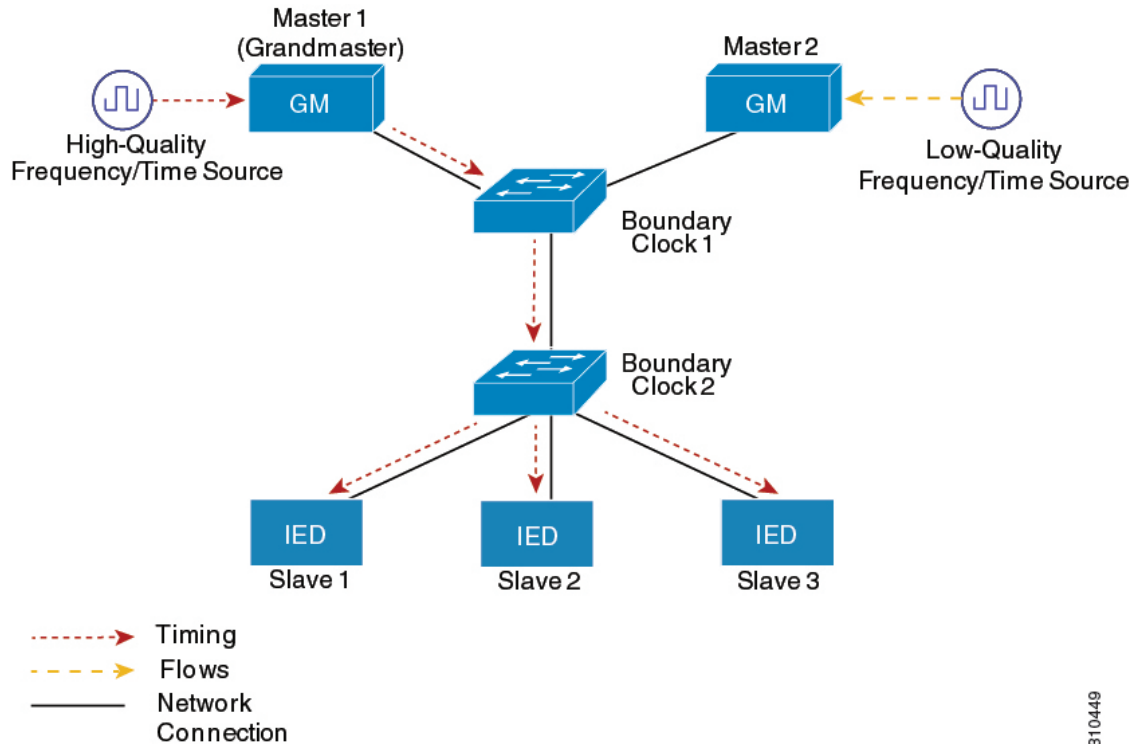 Master 1
(Grandmaster)
Master 2
GM
GM
High-Quality
Frequency/Time Source
Low-Quality
Frequency/Time Source
Boundary
Clock 1
Boundary
Clock 2
IED
IED
IED
Slave 1
Slave 2
Slave 3
Timing
Flows
Network
Connection
310449